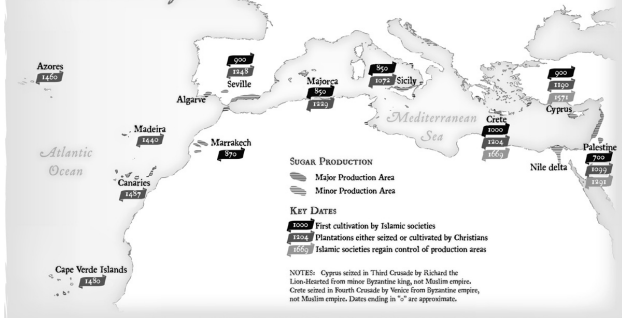 Azores
1460
900
1248
Seville
Algarve
Majorca
850
1229
850
1072
Sicily
900
1190
1571
Cyprus
Madeira
1440
Marrakech
870
Mediterranean
Sea
Crete
1000
1204
1669
Palestine
700
1099
1291
Nile delta
Atlantic
Ocean
Canaries
1487
Cape Verde Islands
1480
SUGAR PRODUCTION
Major Production Area
Minor Production Area
KEY DATES
1000 First cultivation by Islamic societies
1204 Plantations either seized or cultivated by Christians
1669 Islamic societies regain control of production areas
NOTES: Cyprus seized in Third Crusade by Richard the
Lion-Hearted from minor Byzantine king, not Muslim empire.
Crete seized in Fourth Crusade by Venice from Byzantine empire,
not Muslim empire. Dates ending in "0" are approximate.